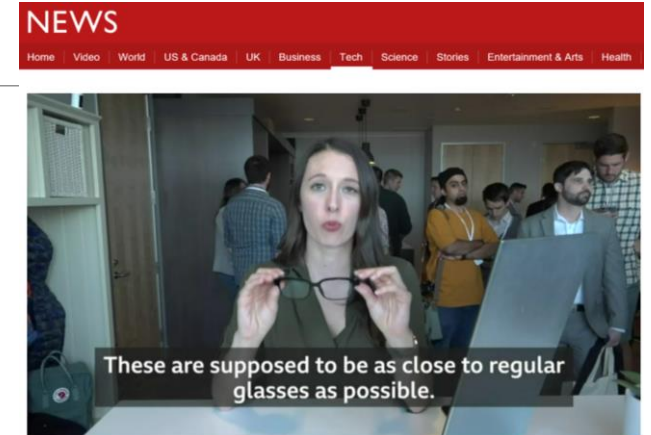 NEWS
Home Video World US & Canada UK Business Tech Science Stories Entertainment & Arts Health
These are supposed to be as close to regular
glasses as possible.